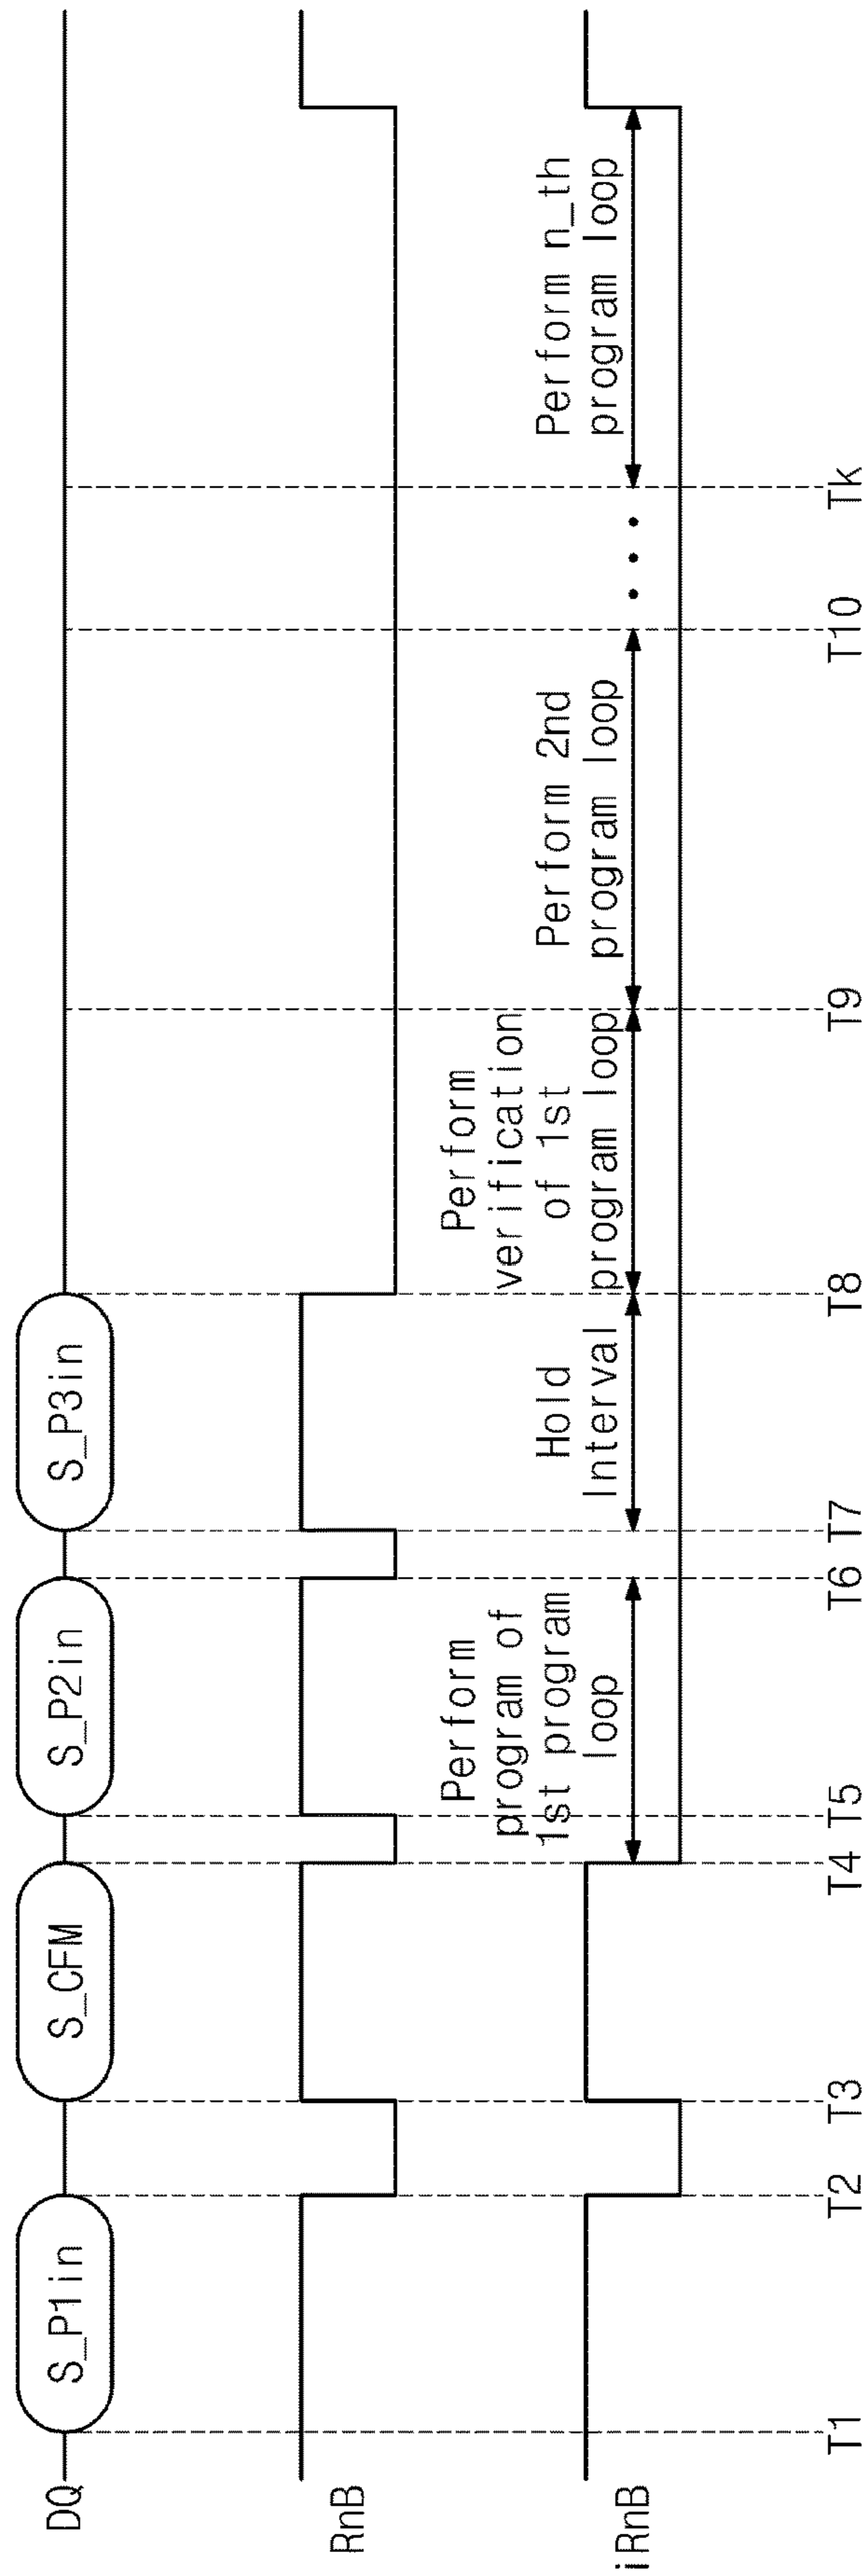 DQ
S_P1in
S_CFM
S_P2in
S_P3in
RnB
iRnB
Perform
program of
1st program
loop
Hold
Interval
Perform
verification
of 1st
program loop
Perform 2nd
program loop
Perform n_th
program loop
T1
T2
T3
T4
T5
T6
T7
T8
T9
T10
Tk